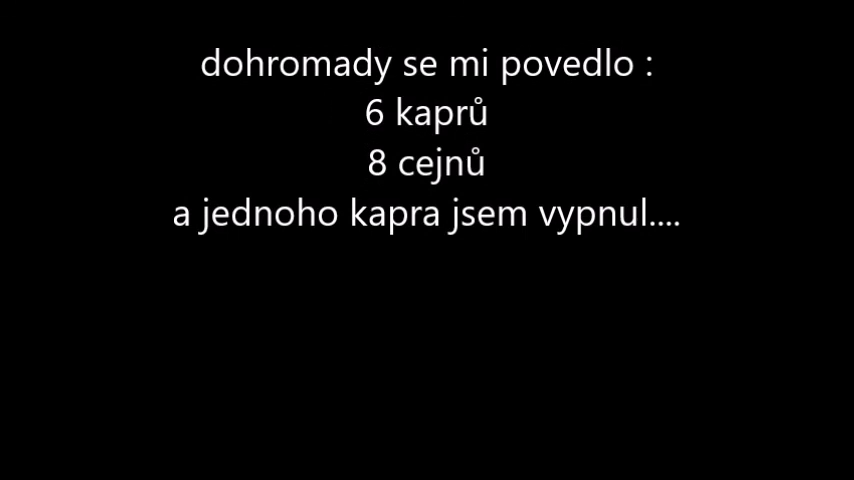 dohromady se mi povedlo :
6 kaprů
8 cejnů
a jednoho kapra jsem vypnul....